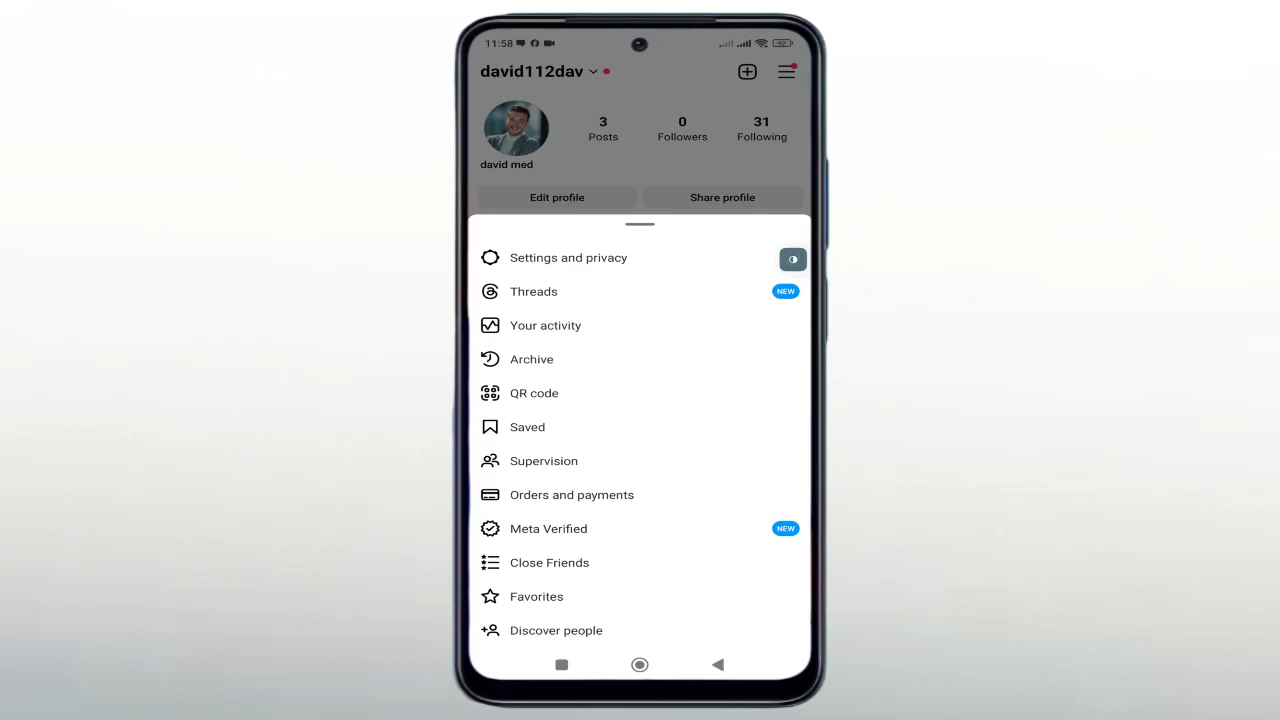 11:58
david112dav
3 0 31
Posts Followers Following
david med
Edit profile Share profile
Settings and privacy
Threads NEW
Your activity
Archive
QR code
Saved
Supervision
Orders and payments
Meta Verified NEW
Close Friends
Favorites
Discover people